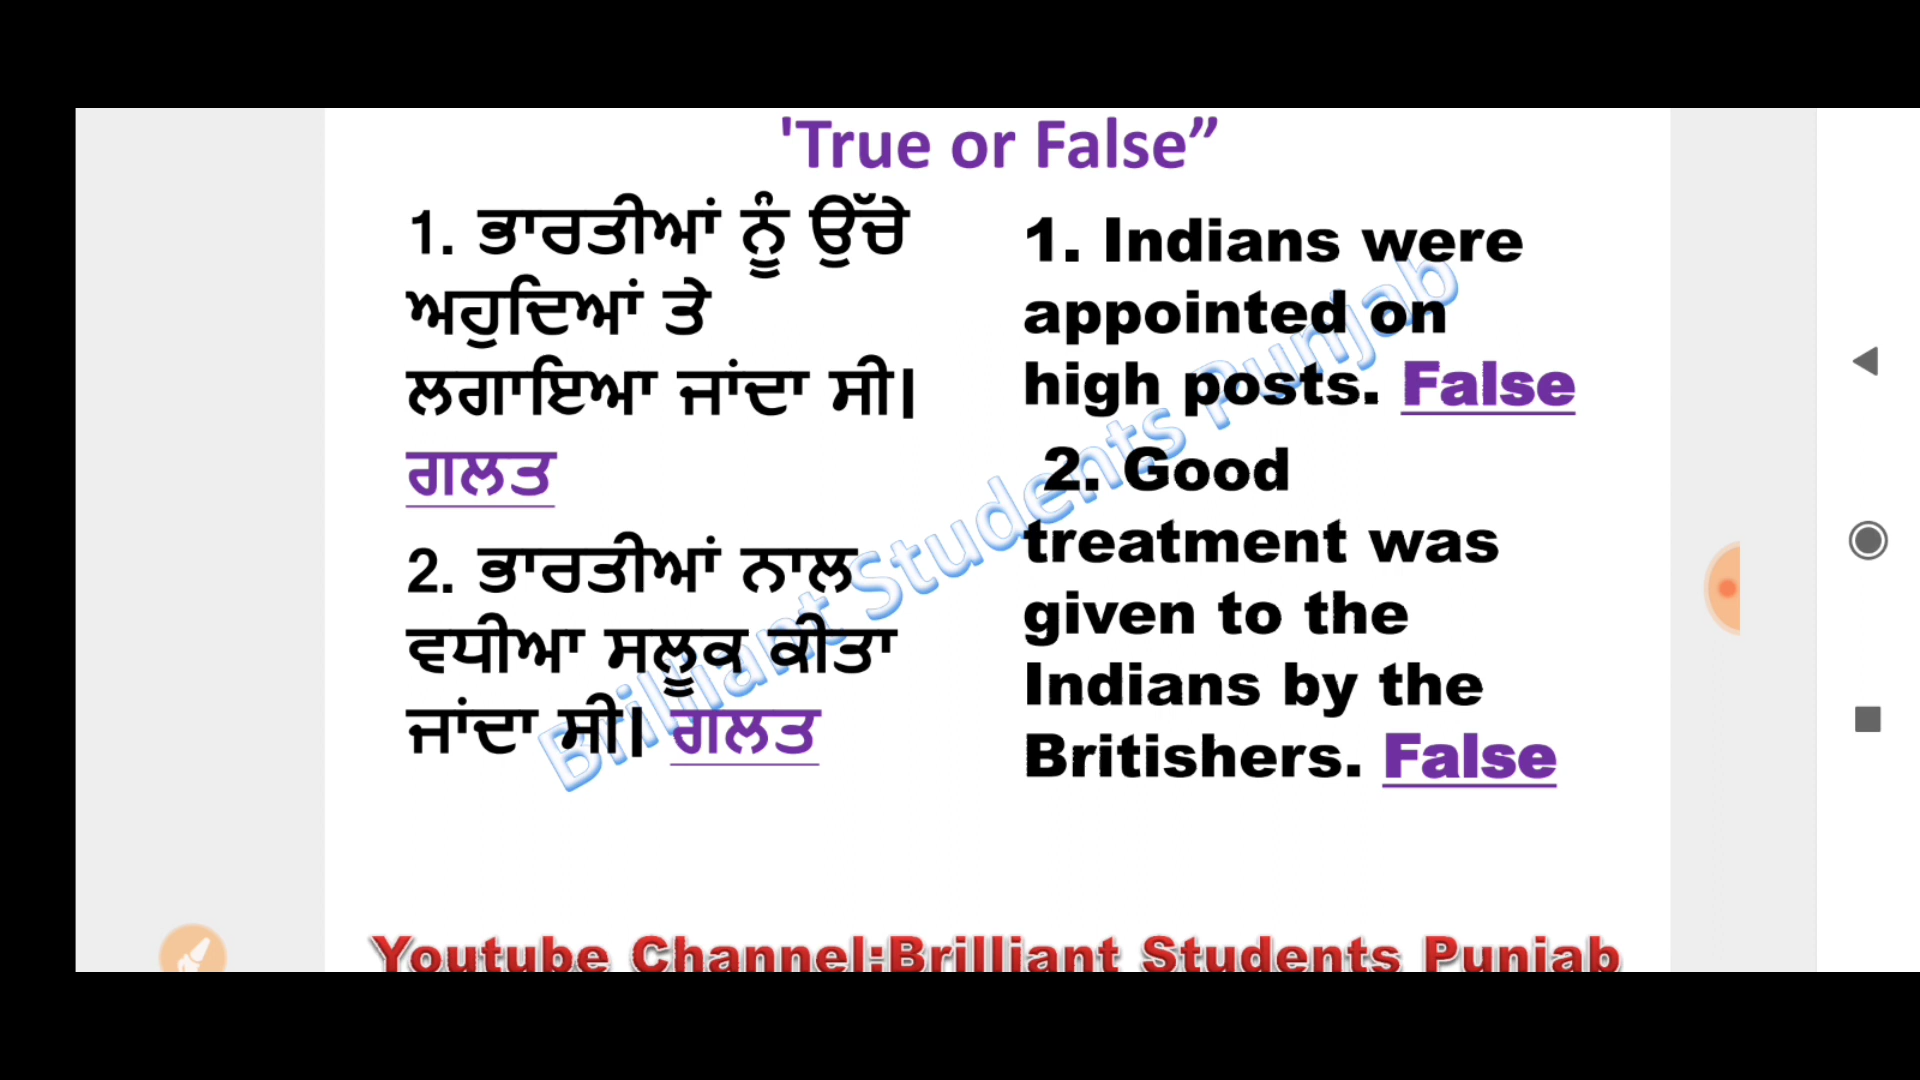 'True or False”
1. ਭਾਰਤੀਆਂ ਨੂੰ ਉੱਚੇ
ਅਹੁਦਿਆਂ ਤੇ
ਲਗਾਇਆ ਜਾਂਦਾ ਸੀ।
ਗਲਤ
2. ਭਾਰਤੀਆਂ ਨਾਲ
ਵਧੀਆ ਸਲੂਕ ਕੀਤਾ
ਜਾਂਦਾ ਸੀ। ਗਲਤ
1. Indians were
appointed on
high posts. False
2. Good
treatment was
given to the
Indians by the
Britishers. False
Brilliant Students Punjab
Youtube Channel:Brilliant Students Punjab